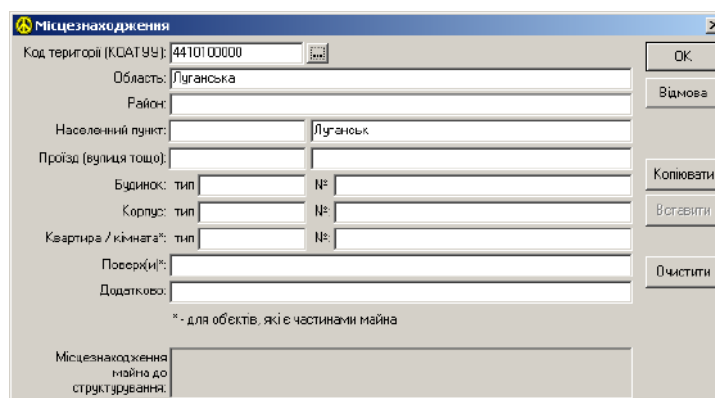 Місцезнаходження
Код території (КОАТУУ): 4410100000 ...
ОК
Область: Луганська
Відмова
Район:
Населенний пункт: Луганськ
Проїзд (вулиця тощо):
Будинок: тип №:
Копіювати
Корпус: тип №:
Вставити
Квартира / кімната*: тип №:
Поверх(и)*:
Очистити
Додатково:
* - для об'єктів, які є частинами майна
Місцезнаходження
майна до
структурування: